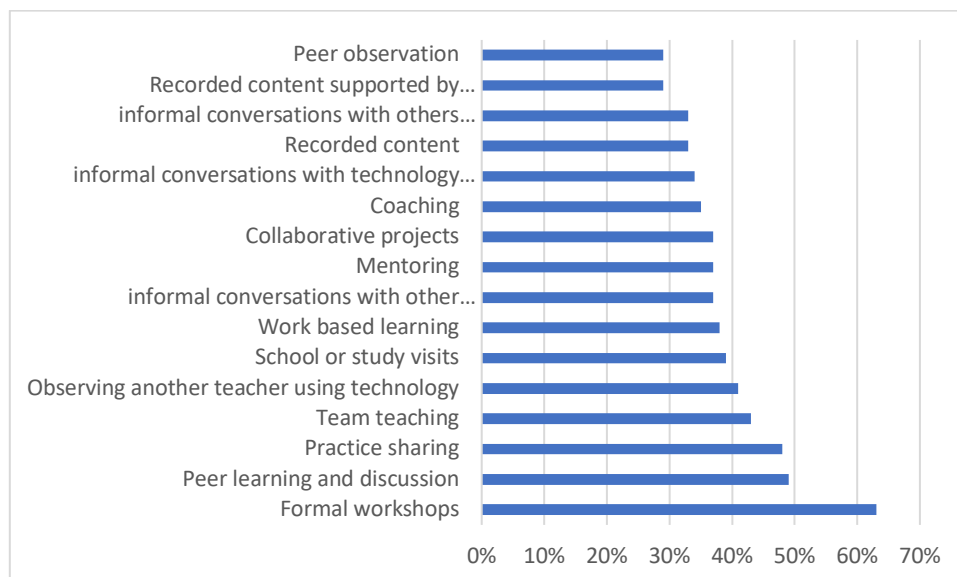 Peer observation
Recorded content supported by...
informal conversations with others...
Recorded content
informal conversations with technology...
Coaching
Collaborative projects
Mentoring
informal conversations with other...
Work based learning
School or study visits
Observing another teacher using technology
Team teaching
Practice sharing
Peer learning and discussion
Formal workshops
0% 10% 20% 30% 40% 50% 60% 70%